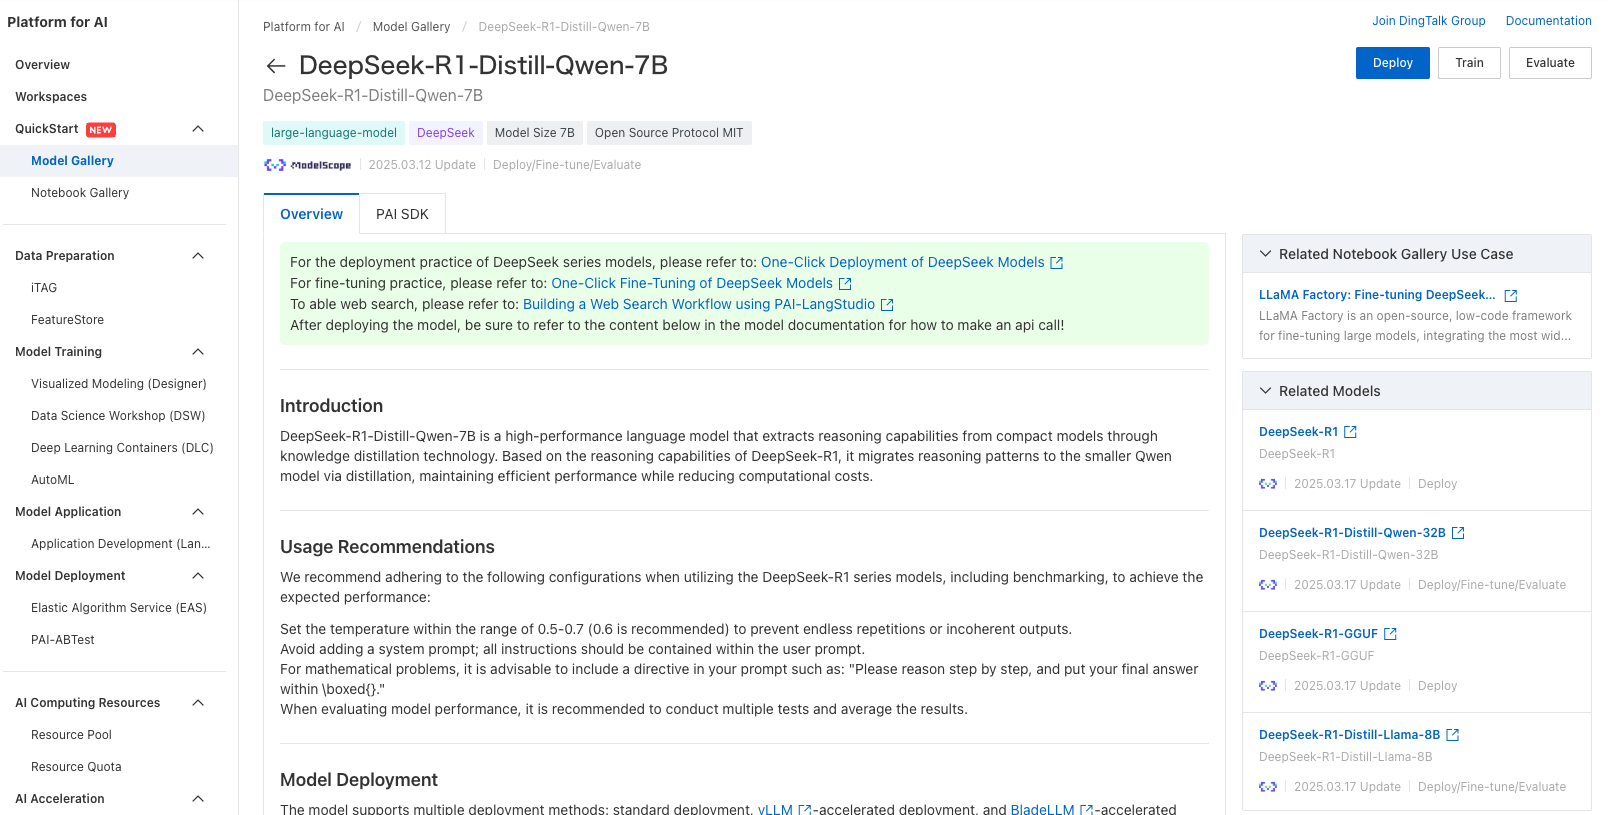 Platform for AI
Overview
Workspaces
QuickStart NEW
Model Gallery
Notebook Gallery
Data Preparation
iTAG
FeatureStore
Model Training
Visualized Modeling (Designer)
Data Science Workshop (DSW)
Deep Learning Containers (DLC)
AutoML
Model Application
Application Development (Lan...
Model Deployment
Elastic Algorithm Service (EAS)
PAI-ABTest
AI Computing Resources
Resource Pool
Resource Quota
AI Acceleration
Platform for AI / Model Gallery / DeepSeek-R1-Distill-Qwen-7B
Join DingTalk Group Documentation
DeepSeek-R1-Distill-Qwen-7B
Deploy Train Evaluate
DeepSeek-R1-Distill-Qwen-7B
large-language-model DeepSeek Model Size 7B Open Source Protocol MIT
ModelScope 2025.03.12 Update Deploy/Fine-tune/Evaluate
Overview PAI SDK
For the deployment practice of DeepSeek series models, please refer to: One-Click Deployment of DeepSeek Models
For fine-tuning practice, please refer to: One-Click Fine-Tuning of DeepSeek Models
To able web search, please refer to: Building a Web Search Workflow using PAI-LangStudio
After deploying the model, be sure to refer to the content below in the model documentation for how to make an api call!
Introduction
DeepSeek-R1-Distill-Qwen-7B is a high-performance language model that extracts reasoning capabilities from compact models through
knowledge distillation technology. Based on the reasoning capabilities of DeepSeek-R1, it migrates reasoning patterns to the smaller Qwen
model via distillation, maintaining efficient performance while reducing computational costs.
Usage Recommendations
We recommend adhering to the following configurations when utilizing the DeepSeek-R1 series models, including benchmarking, to achieve the
expected performance:
Set the temperature within the range of 0.5-0.7 (0.6 is recommended) to prevent endless repetitions or incoherent outputs.
Avoid adding a system prompt; all instructions should be contained within the user prompt.
For mathematical problems, it is advisable to include a directive in your prompt such as: "Please reason step by step, and put your final answer
within \boxed{}."
When evaluating model performance, it is recommended to conduct multiple tests and average the results.
Model Deployment
The model supports multiple deployment methods: standard deployment, vLLM -accelerated deployment, and BladeLLM -accelerated
Related Notebook Gallery Use Case
LLaMA Factory: Fine-tuning DeepSeek...
LLaMA Factory is an open-source, low-code framework
for fine-tuning large models, integrating the most wid...
Related Models
DeepSeek-R1
DeepSeek-R1
2025.03.17 Update Deploy
DeepSeek-R1-Distill-Qwen-32B
DeepSeek-R1-Distill-Qwen-32B
2025.03.17 Update Deploy/Fine-tune/Evaluate
DeepSeek-R1-GGUF
DeepSeek-R1-GGUF
2025.03.17 Update Deploy
DeepSeek-R1-Distill-Llama-8B
DeepSeek-R1-Distill-Llama-8B
2025.03.17 Update Deploy/Fine-tune/Evaluate